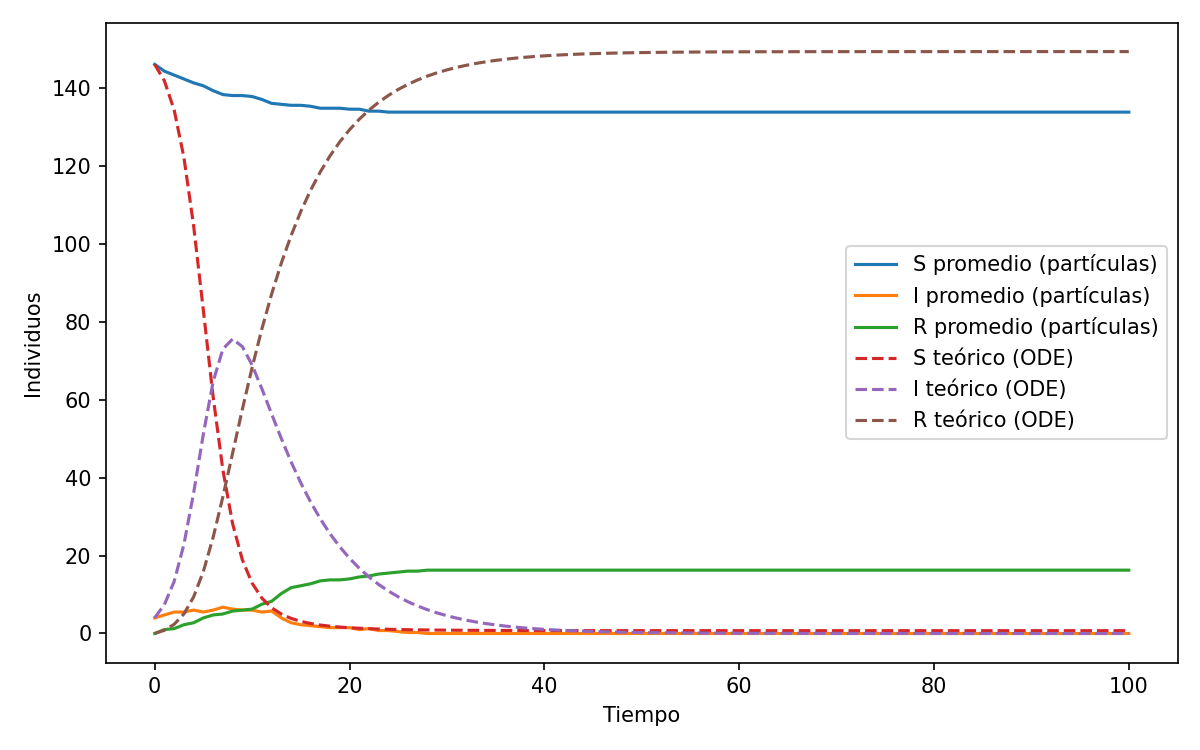 140
120
100
80
60
40
20
0
Individuos
S promedio (partículas)
I promedio (partículas)
R promedio (partículas)
S teórico (ODE)
I teórico (ODE)
R teórico (ODE)
0 20 40 60 80 100
Tiempo